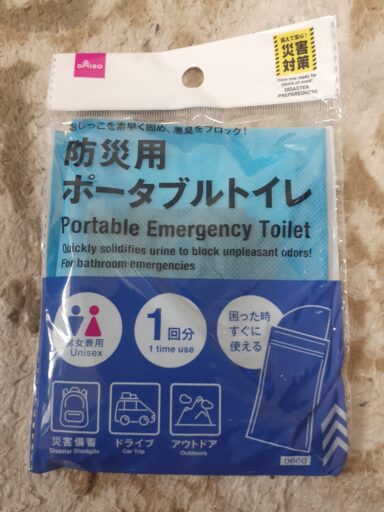 DAISO
備えて安心!
災害
対策
Have one ready for
peace of mind!
DISASTER
PREPAREDNESS
おしっこを素早く固め、悪臭をブロック!
防災用
ポータブルトイレ
Portable Emergency Toilet
Quickly solidifies urine to block unpleasant odors!
For bathroom emergencies
男女兼用
Unisex
1回分
1 time use
困った時
すぐに
使える
災害備蓄
Disaster Stockpile
ドライブ
Car Trip
アウトドア
Outdoors